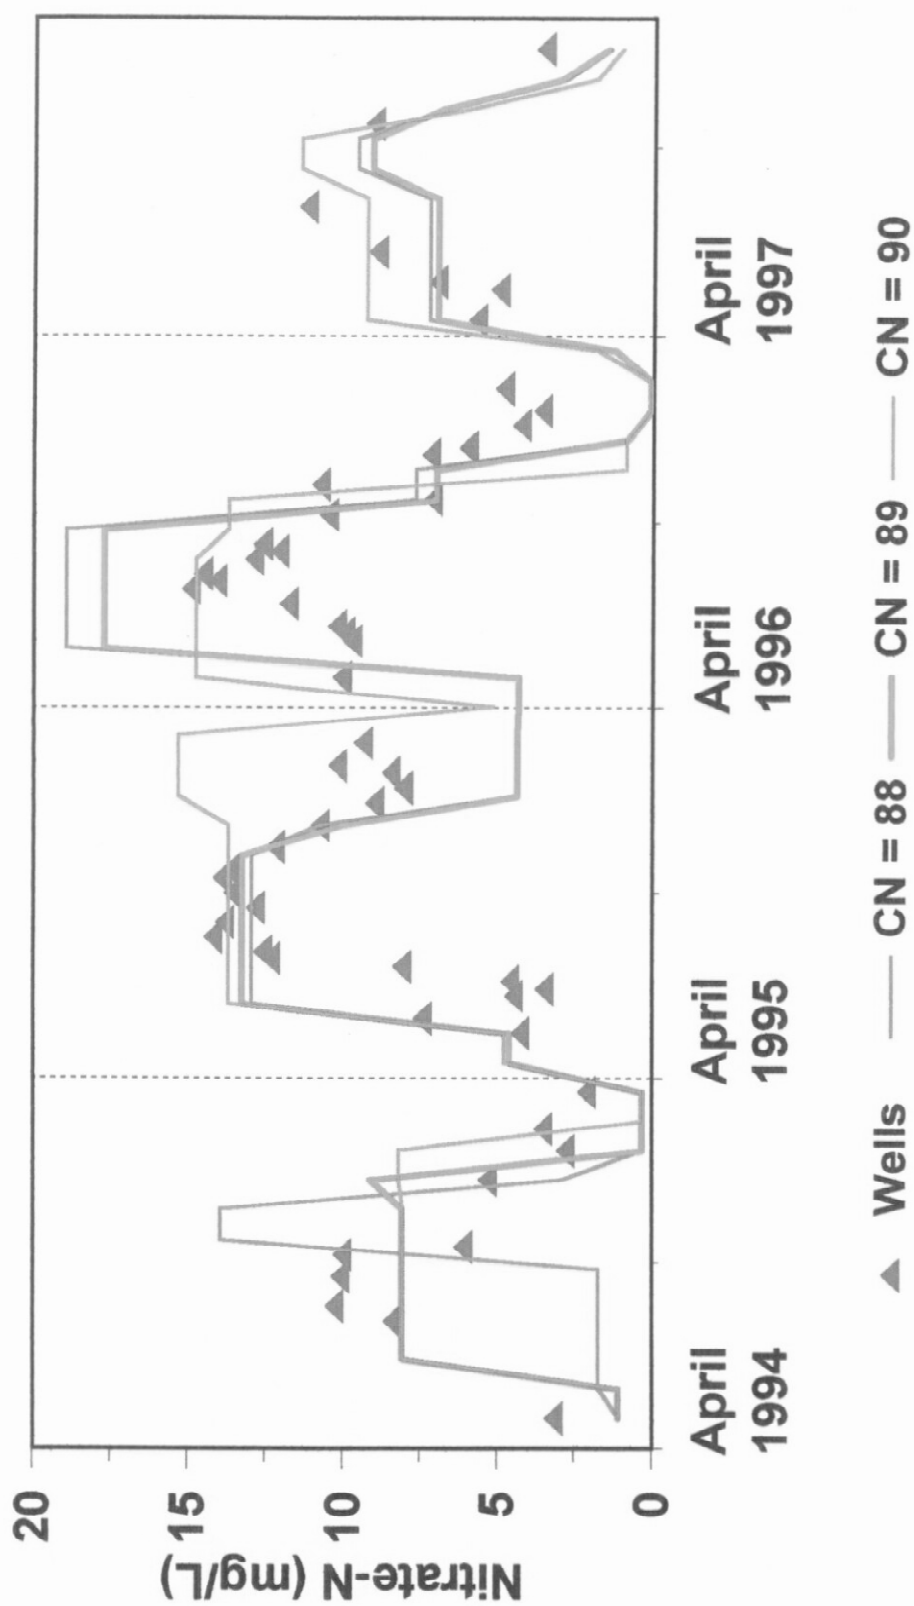 Nitrate-N (mg/L)
20
15
10
5
0
April
1994
April
1995
April
1996
April
1997
Wells
CN = 88
CN = 89
CN = 90